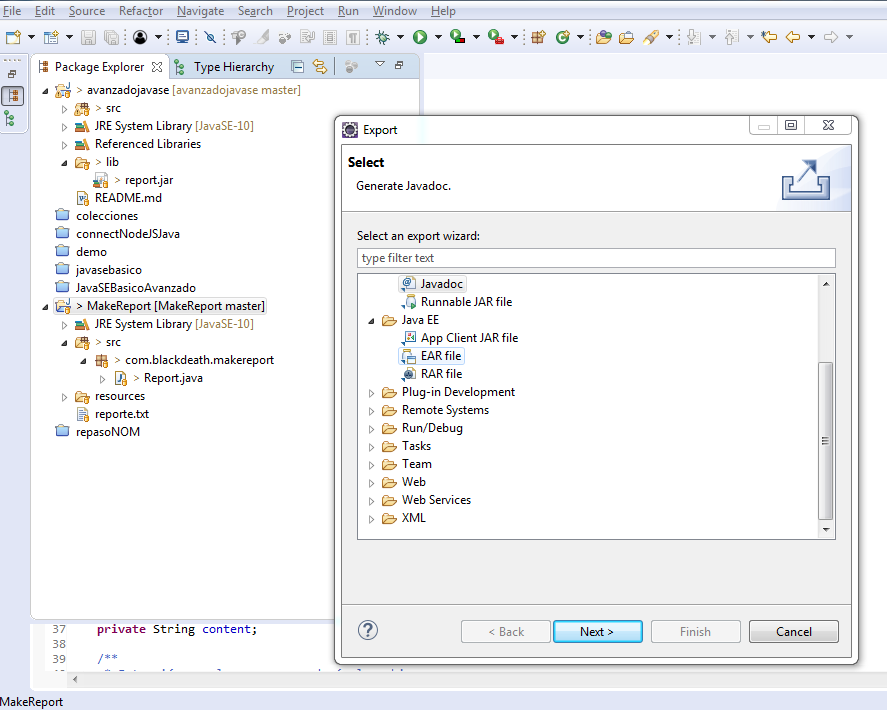 File Edit Source Refactor Navigate Search Project Run Window Help
Package Explorer Type Hierarchy
> avanzadojavase [avanzadojavase master]
> src
JRE System Library [JavaSE-10]
Referenced Libraries
> lib
> report.jar
README.md
colecciones
connectNodeJSJava
demo
javasebasico
JavaSEBasicoAvanzado
> MakeReport [MakeReport master]
JRE System Library [JavaSE-10]
> src
> com.blackdeath.makereport
> Report.java
resources
reporte.txt
repasoNOM
Export
Select
Generate Javadoc.
Select an export wizard:
type filter text
Javadoc
Runnable JAR file
Java EE
App Client JAR file
EAR file
RAR file
Plug-in Development
Remote Systems
Run/Debug
Tasks
Team
Web
Web Services
XML
< Back Next > Finish Cancel
37 private String content;
38
39 /**
MakeReport